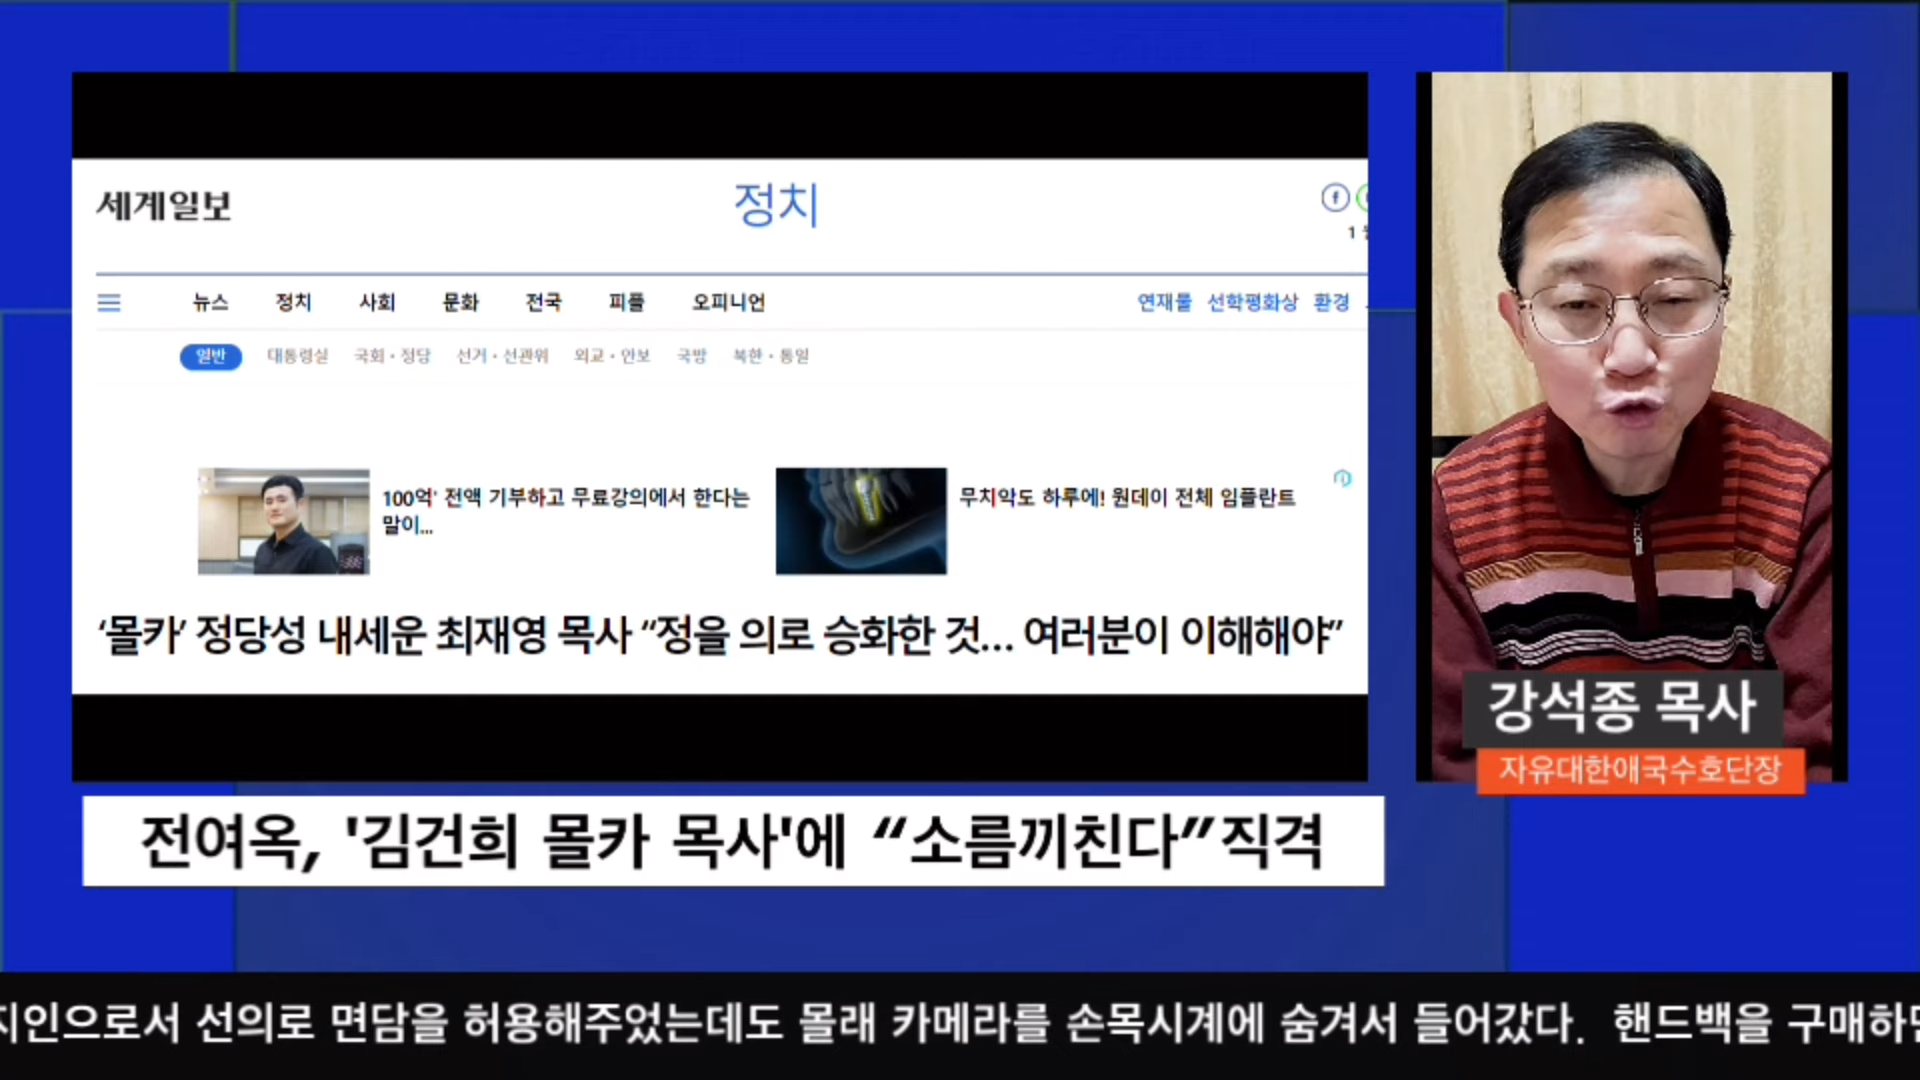 세계일보
정치
1
뉴스 정치 사회 문화 전국 피플 오피니언 연재물 선학평화상 환경
일반 대통령실 국회·정당 선거·선관위 외교·안보 국방 북한·통일
100억' 전액 기부하고 무료강의에서 한다는
말이...
무치악도 하루에! 원데이 전체 임플란트
‘몰카’ 정당성 내세운 최재영 목사 “정을 의로 승화한 것… 여러분이 이해해야”
강석종 목사
자유대한애국수호단장
전여옥, '김건희 몰카 목사'에 “소름끼친다”직격
지인으로서 선의로 면담을 허용해주었는데도 몰래 카메라를 손목시계에 숨겨서 들어갔다. 핸드백을 구매하